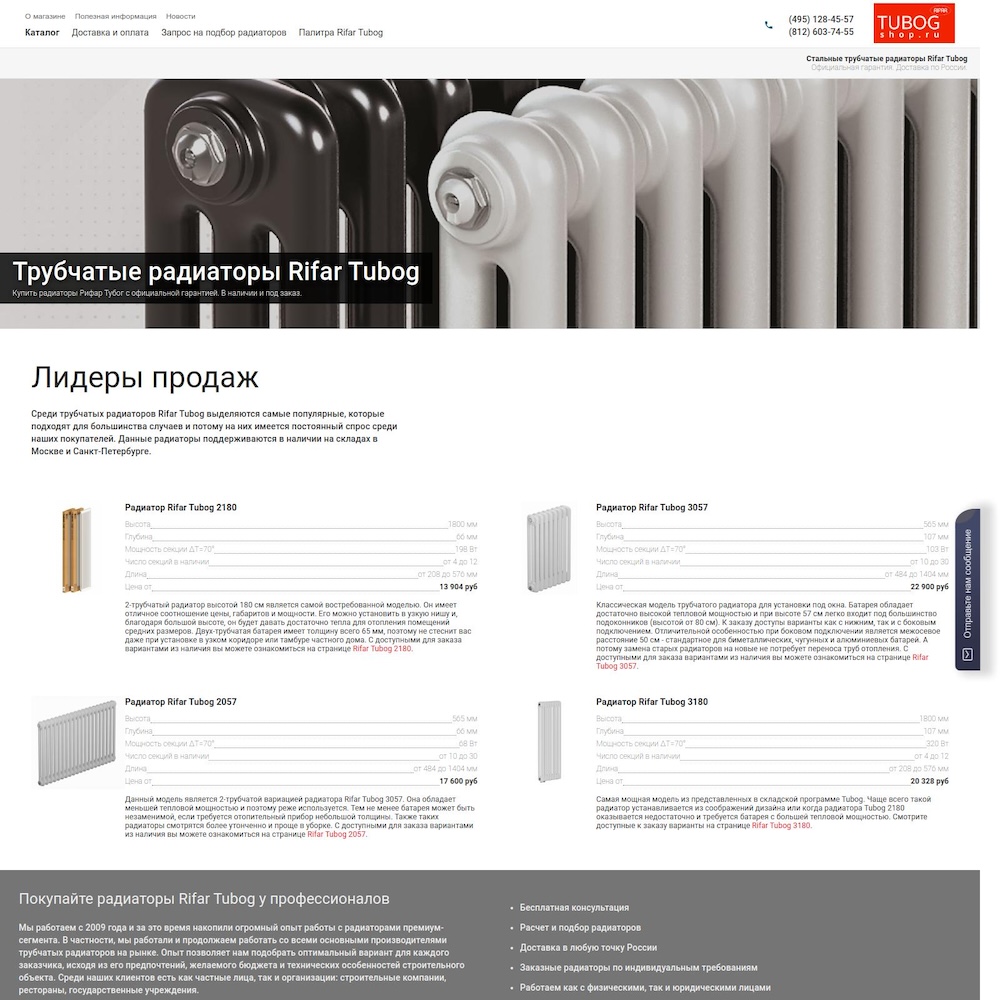 О магазине Полезная информация Новости
Каталог Доставка и оплата Запрос на подбор радиаторов Палитра Rifar Tubog
(495) 128-45-57
(812) 603-74-55
RIFAR
TUBOG
shop.ru
Стальные трубчатые радиаторы Rifar Tubog
Официальная гарантия. Доставка по России.
Трубчатые радиаторы Rifar Tubog
Купить радиаторы Рифар Тубог с официальной гарантией. В наличии и под заказ.
Лидеры продаж
Среди трубчатых радиаторов Rifar Tubog выделяются самые популярные, которые
подходят для большинства случаев и потому на них имеется постоянный спрос среди
наших покупателей. Данные радиаторы поддерживаются в наличии на складах в
Москве и Санкт-Петербурге.
Радиатор Rifar Tubog 2180
Высота 1800 мм
Глубина 66 мм
Мощность секции ΔT=70° 198 Вт
Число секций в наличии от 4 до 12
Длина от 208 до 576 мм
Цена от 13 904 руб
2-трубчатый радиатор высотой 180 см является самой востребованной моделью. Он имеет
отличное соотношение цены, габаритов и мощности. Его можно установить в узкую нишу и,
благодаря большой высоте, он будет давать достаточно тепла для отопления помещений
средних размеров. Двух-трубчатая батарея имеет толщину всего 65 мм, поэтому не стеснит вас
даже при установке в узком коридоре или тамбуре частного дома. С доступными для заказа
вариантами из наличия вы можете ознакомиться на странице Rifar Tubog 2180.
Радиатор Rifar Tubog 3057
Высота 565 мм
Глубина 107 мм
Мощность секции ΔT=70° 103 Вт
Число секций в наличии от 10 до 30
Длина от 484 до 1404 мм
Цена от 22 900 руб
Классическая модель трубчатого радиатора для установки под окна. Батарея обладает
достаточно высокой тепловой мощностью и при высоте 57 см легко входит под большинство
подоконников (высотой от 80 см). К заказу доступы варианты как с нижним, так и с боковым
подключением. Отличительной особенностью при боковом подключении является межосевое
расстояние 50 см - стандартное для биметаллических, чугунных и алюминиевых батарей. А
потому замена старых радиаторов на новые не потребует переноса труб отопления. С
доступными для заказа вариантами из наличия вы можете ознакомиться на странице Rifar
Tubog 3057.
Отправьте нам сообщение
Радиатор Rifar Tubog 2057
Высота 565 мм
Глубина 66 мм
Мощность секции ΔT=70° 68 Вт
Число секций в наличии от 10 до 30
Длина от 484 до 1404 мм
Цена от 17 600 руб
Данный модель является 2-трубчатой вариацией радиатора Rifar Tubog 3057. Она обладает
меньшей тепловой мощностью и поэтому реже используется. Тем не менее батарея может быть
незаменимой, если требуется отопительный прибор небольшой толщины. Также таких
радиаторы смотрятся более утонченно и проще в уборке. С доступными для заказа вариантами
из наличия вы можете ознакомиться на странице Rifar Tubog 2057.
Радиатор Rifar Tubog 3180
Высота 1800 мм
Глубина 107 мм
Мощность секции ΔT=70° 320 Вт
Число секций в наличии от 4 до 12
Длина от 208 до 576 мм
Цена от 20 328 руб
Самая мощная модель из представленных в складской программе Tubog. Чаще всего такой
радиатор устанавливается из соображений дизайна или когда радиатора Tubog 2180
оказывается недостаточно и требуется батарея с большей тепловой мощностью. Смотрите
доступные к заказу варианты на странице Rifar Tubog 3180.
Покупайте радиаторы Rifar Tubog у профессионалов
Мы работаем с 2009 года и за это время накопили огромный опыт работы с радиаторами премиум-
сегмента. В частности, мы работали и продолжаем работать со всеми основными производителями
трубчатых радиаторов на рынке. Опыт позволяет нам подобрать оптимальный вариант для каждого
заказчика, исходя из его предпочтений, желаемого бюджета и технических особенностей строительного
объекта. Среди наших клиентов есть как частные лица, так и организации: строительные компании,
рестораны, государственные учреждения.
• Бесплатная консультация
• Расчет и подбор радиаторов
• Доставка в любую точку России
• Заказные радиаторы по индивидуальным требованиям
• Работаем как с физическими, так и юридическими лицами